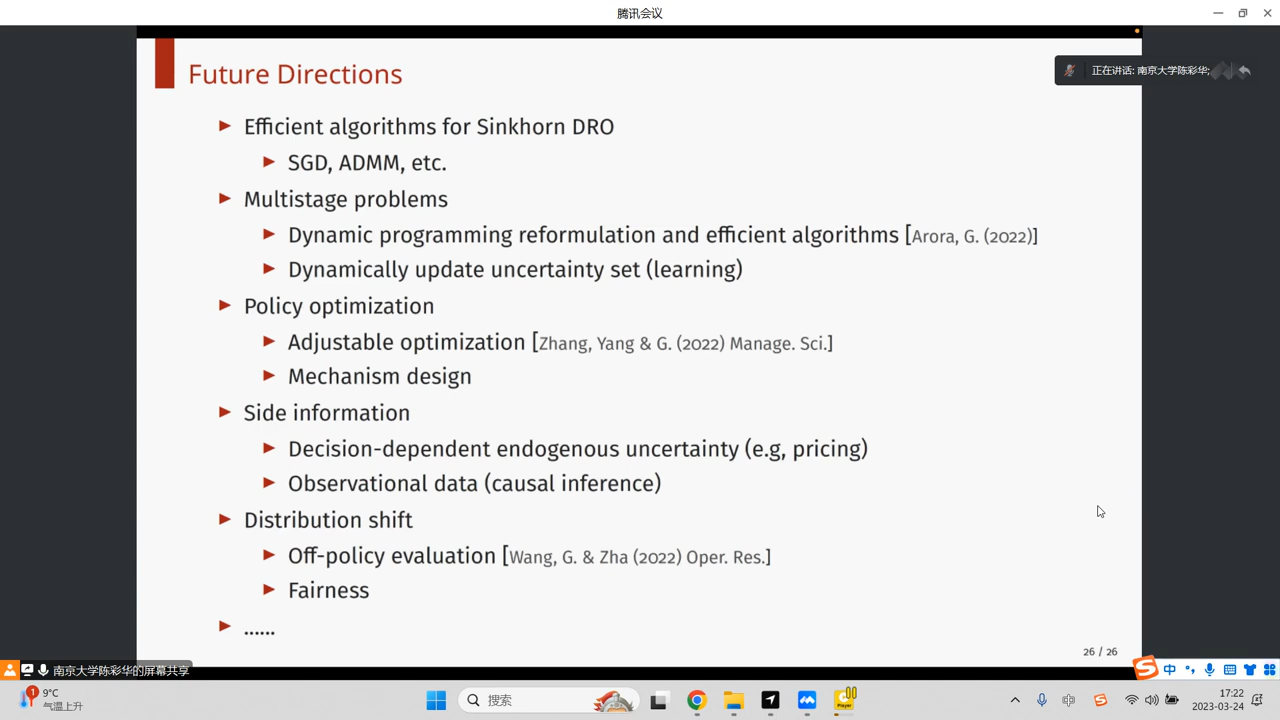 腾讯会议
正在讲话: 南京大学陈彩华;
Future Directions
Efficient algorithms for Sinkhorn DRO
SGD, ADMM, etc.
Multistage problems
Dynamic programming reformulation and efficient algorithms [Arora, G. (2022)]
Dynamically update uncertainty set (learning)
Policy optimization
Adjustable optimization [Zhang, Yang & G. (2022) Manage. Sci.]
Mechanism design
Side information
Decision-dependent endogenous uncertainty (e.g, pricing)
Observational data (causal inference)
Distribution shift
Off-policy evaluation [Wang, G. & Zha (2022) Oper. Res.]
Fairness
......
26 / 26
南京大学陈彩华的屏幕共享
中
1
9°C
气温上升
搜索
Player
中
17:22
2023-03-24